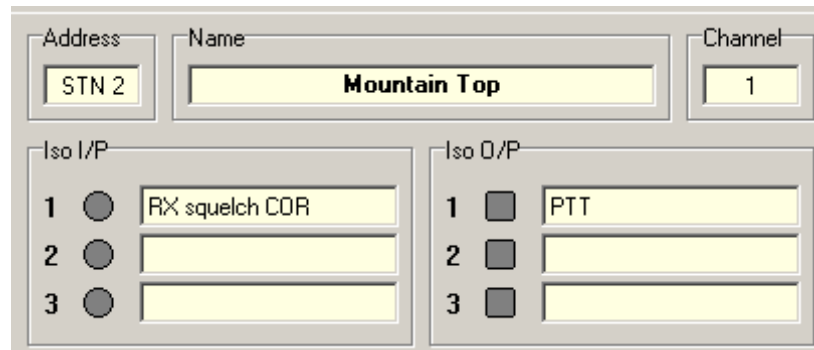 Address Name Channel
STN 2 Mountain Top 1
Iso I/P Iso O/P
1 RX squelch COR 1 PTT
2 2
3 3